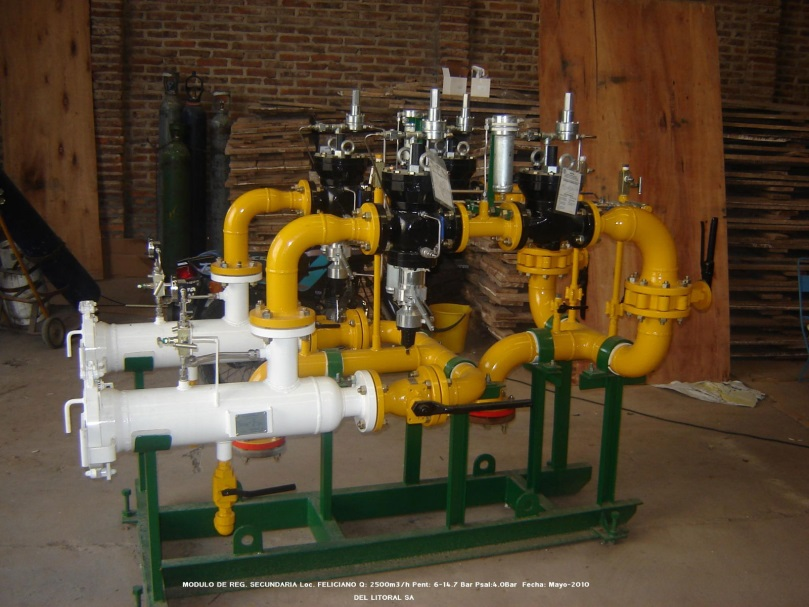 MODULO DE REG. SECUNDARIA Loc. FELICIANO Q: 2500m3/h Pent: 6-14.7 Bar Psal:4.0Bar Fecha: Mayo-2010
DEL LITORAL SA